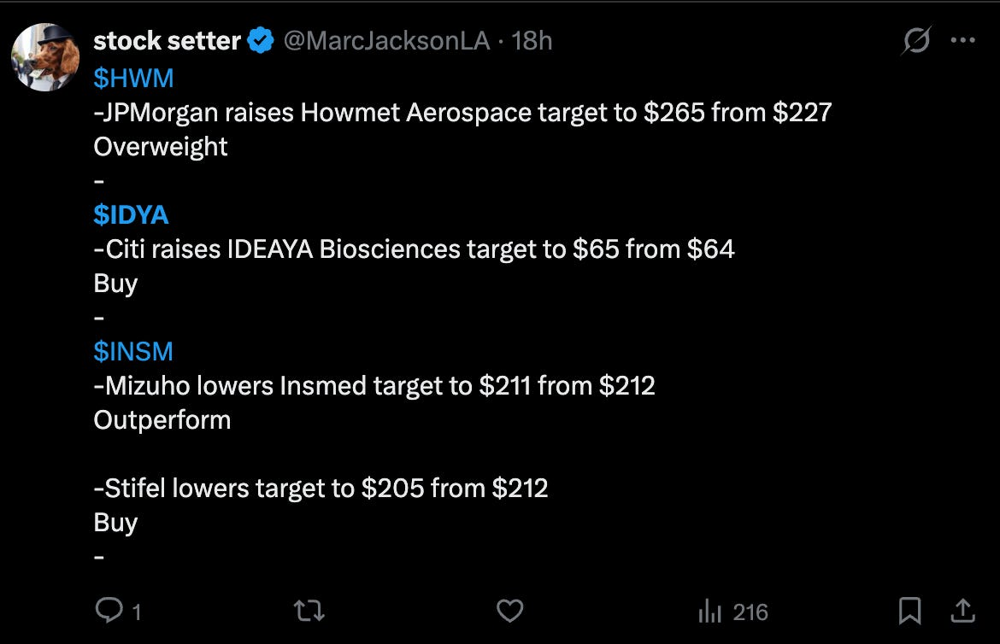 stock setter @MarcJacksonLA · 18h
$HWM
-JPMorgan raises Howmet Aerospace target to $265 from $227
Overweight
-
$IDYA
-Citi raises IDEAYA Biosciences target to $65 from $64
Buy
-
$INSM
-Mizuho lowers Insmed target to $211 from $212
Outperform
-Stifel lowers target to $205 from $212
Buy
-
1 216